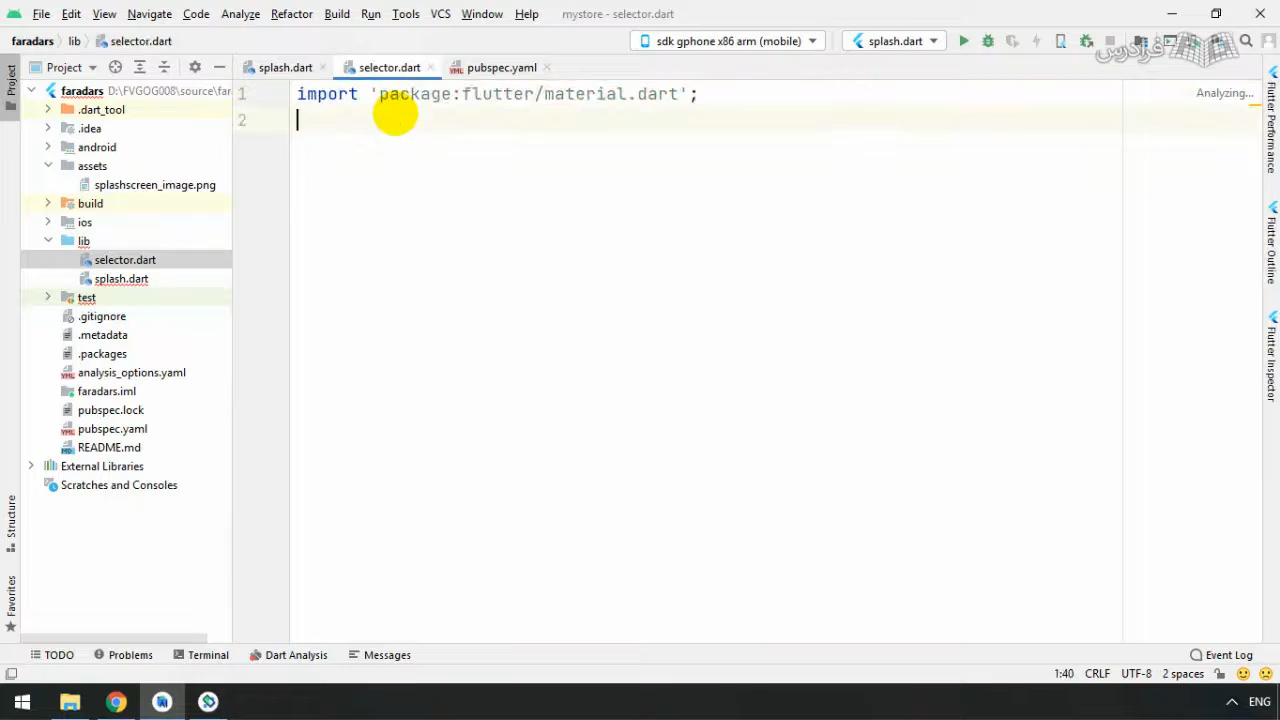 File Edit View Navigate Code Analyze Refactor Build Run Tools VCS Window Help mystore - selector.dart
faradars lib selector.dart sdk gphone x86 arm (mobile) splash.dart
فرادرس
Project splash.dart selector.dart pubspec.yaml
Project
faradars D:\FVGOG008\source\far
.dart_tool
.idea
android
assets
splashscreen_image.png
build
ios
lib
selector.dart
splash.dart
test
.gitignore
.metadata
.packages
analysis_options.yaml
faradars.iml
pubspec.lock
pubspec.yaml
README.md
External Libraries
Scratches and Consoles
Structure
Favorites
1 import 'package:flutter/material.dart';
2
Analyzing...
Flutter Performance
Flutter Outline
Flutter Inspector
TODO Problems Terminal Dart Analysis Messages Event Log
1:40 CRLF UTF-8 2 spaces
ENG